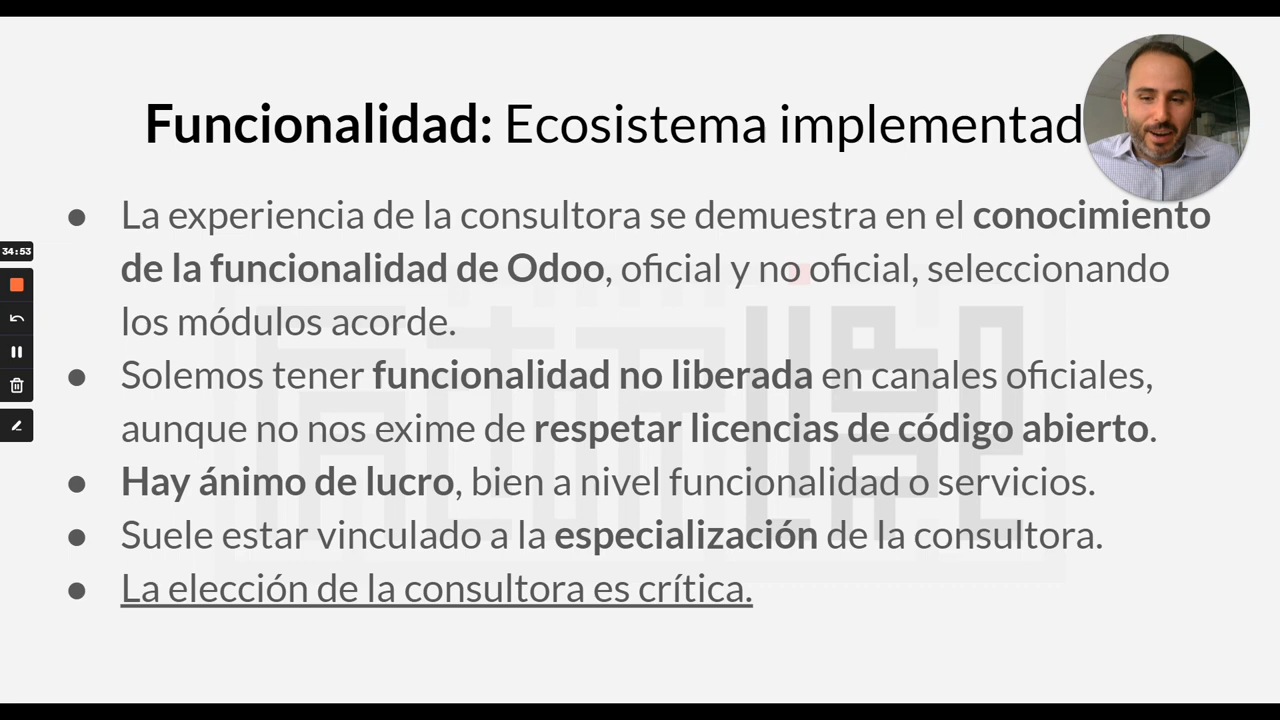 Funcionalidad: Ecosistema implementad
● La experiencia de la consultora se demuestra en el conocimiento
de la funcionalidad de Odoo, oficial y no oficial, seleccionando
los módulos acorde.
● Solemos tener funcionalidad no liberada en canales oficiales,
aunque no nos exime de respetar licencias de código abierto.
● Hay ánimo de lucro, bien a nivel funcionalidad o servicios.
● Suele estar vinculado a la especialización de la consultora.
● La elección de la consultora es crítica.
34:53